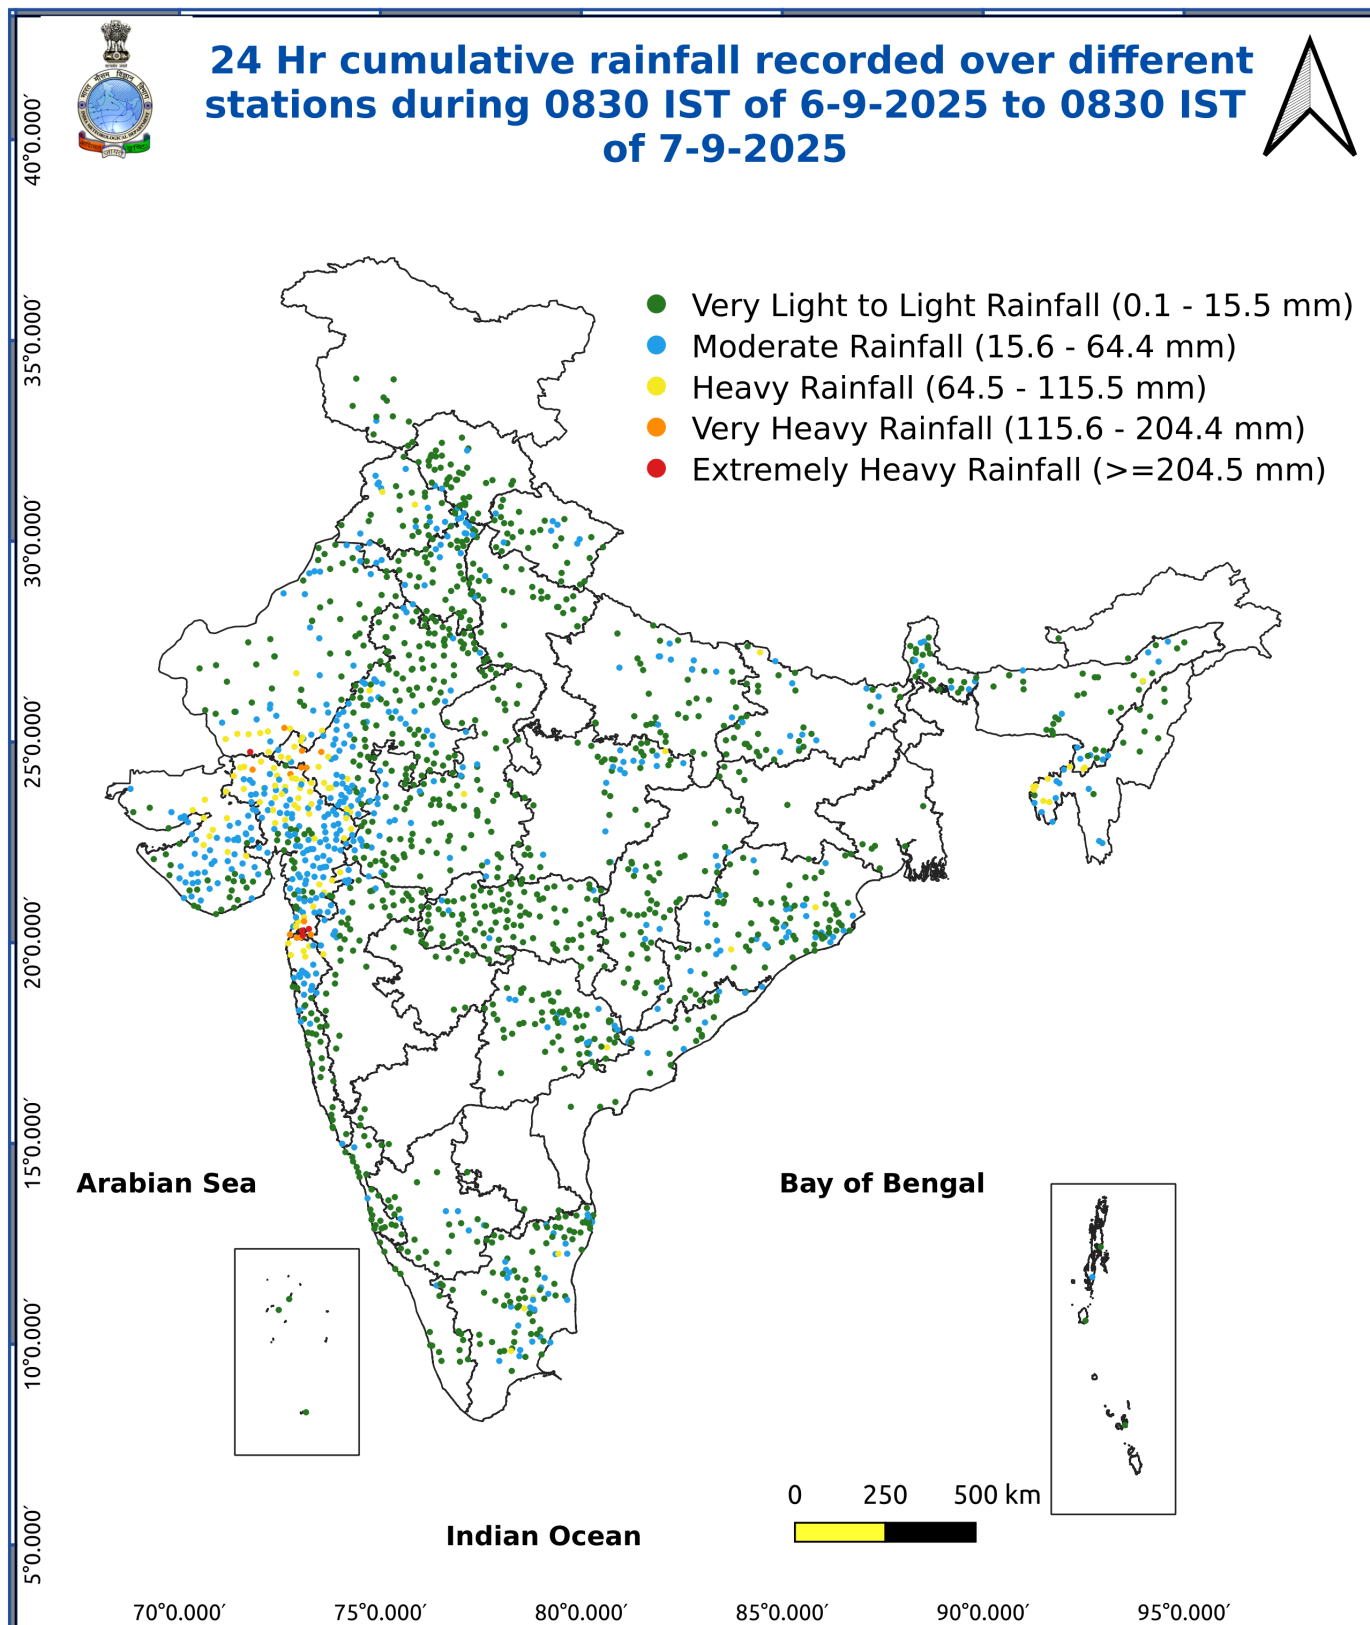 24 Hr cumulative rainfall recorded over different
stations during 0830 IST of 6-9-2025 to 0830 IST
of 7-9-2025
Very Light to Light Rainfall (0.1 - 15.5 mm)
Moderate Rainfall (15.6 - 64.4 mm)
Heavy Rainfall (64.5 - 115.5 mm)
Very Heavy Rainfall (115.6 - 204.4 mm)
Extremely Heavy Rainfall (>=204.5 mm)
40°0.000′
35°0.000′
30°0.000′
25°0.000′
20°0.000′
15°0.000′
10°0.000′
5°0.000′
Arabian Sea
Bay of Bengal
Indian Ocean
0 250 500 km
70°0.000′ 75°0.000′ 80°0.000′ 85°0.000′ 90°0.000′ 95°0.000′